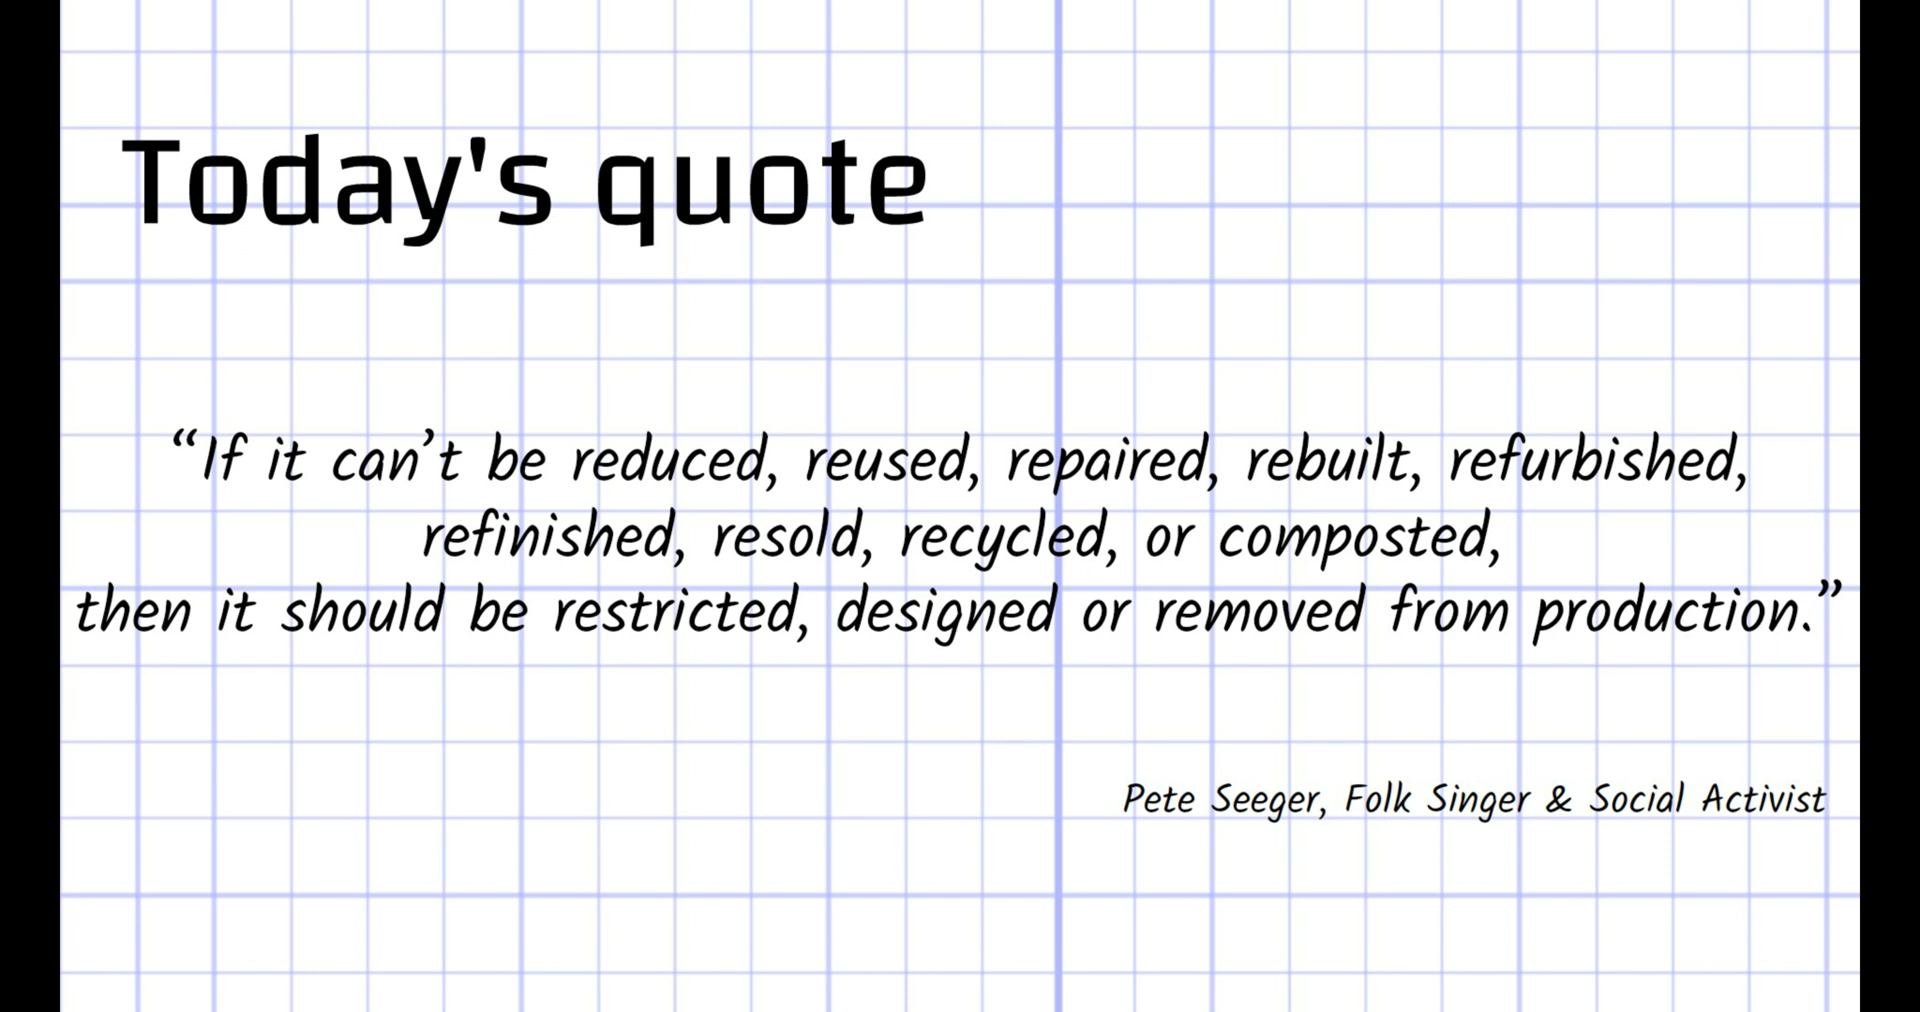 Today's quote
“If it can’t be reduced, reused, repaired, rebuilt, refurbished,
refinished, resold, recycled, or composted,
then it should be restricted, designed or removed from production.”
Pete Seeger, Folk Singer & Social Activist